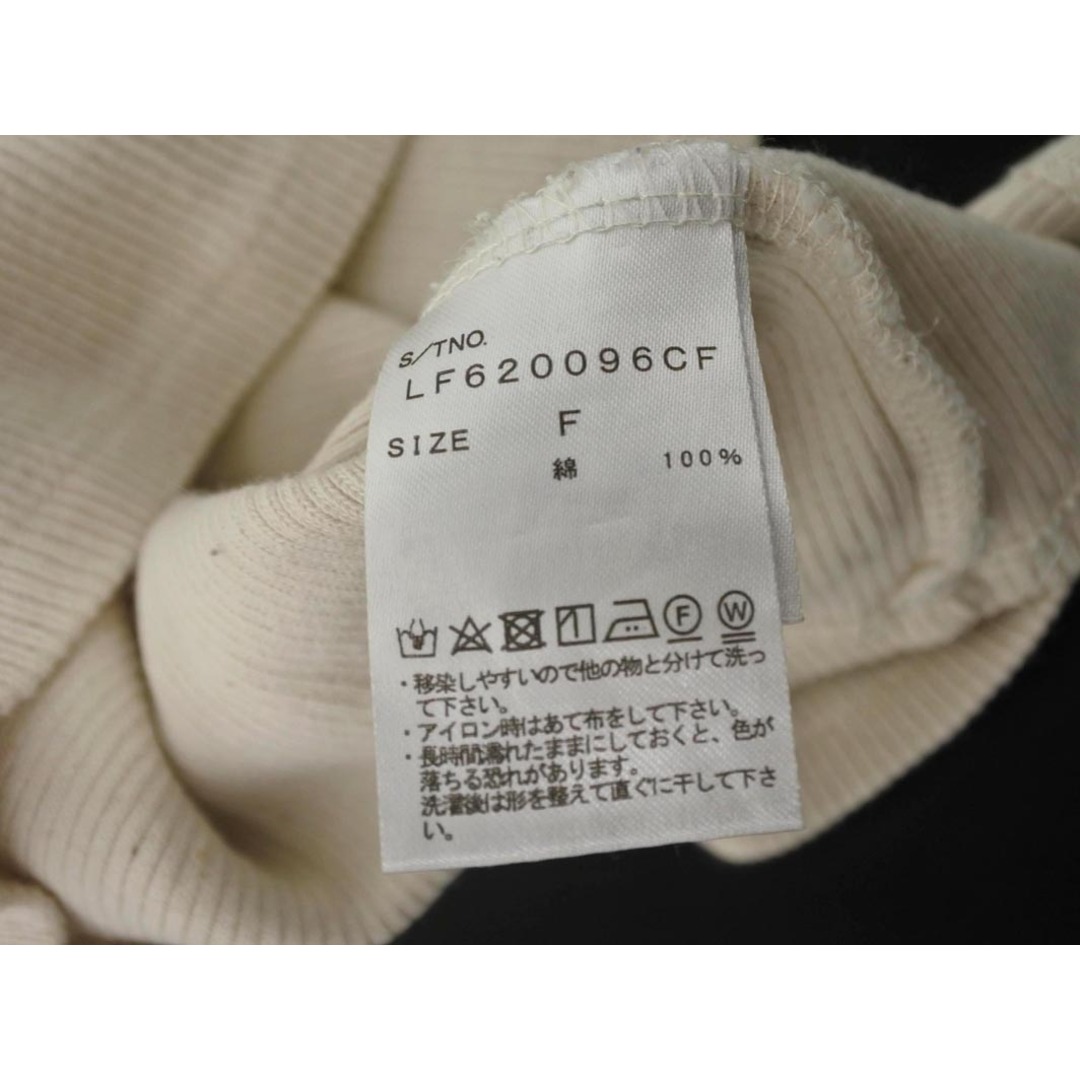 S/TNO.
LF620096CF
SIZE F
綿 100%
F W
・移染しやすいので他の物と分けて洗っ
て下さい。
・アイロン時はあて布をして下さい。
・長時間濡れたままにしておくと、色が
落ちる恐れがあります。
洗濯後は形を整えて直ぐに干して下さ
い。